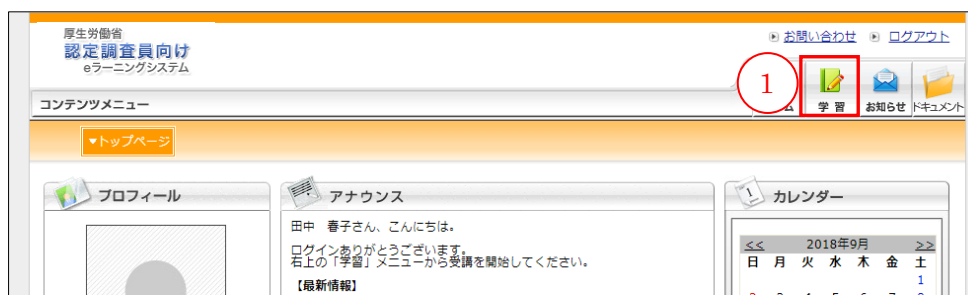 厚生労働省
認定調査員向け
eラーニングシステム
お問い合わせ ログアウト
1
学習 お知らせ ドキュメント
コンテンツメニュー
▼トップページ
プロフィール
アナウンス
カレンダー
田中 春子さん、こんにちは。
ログインありがとうございます。
右上の「学習」メニューから受講を開始してください。
【最新情報】
<< 2018年9月 >>
日 月 火 水 木 金 土
1